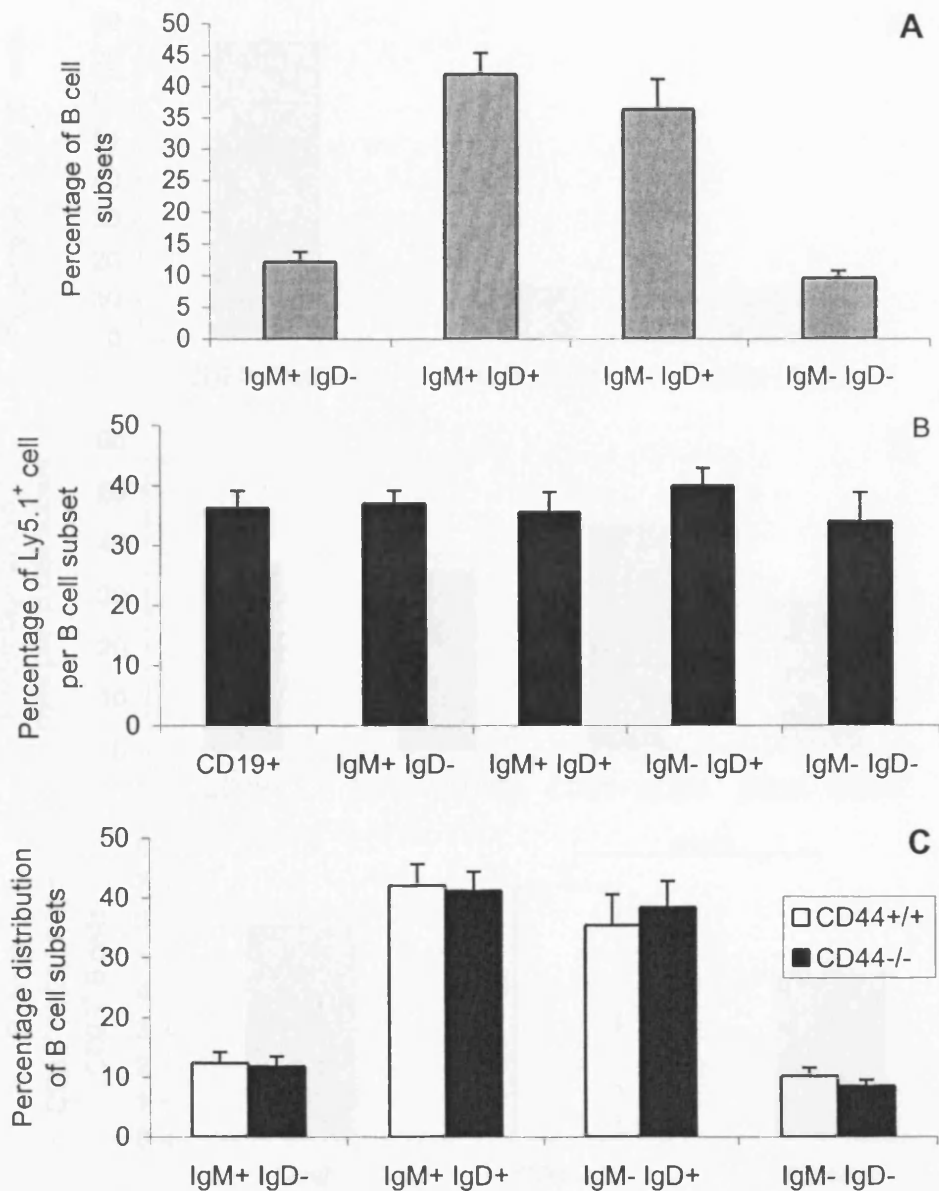 A
Percentage of B cell
subsets
50
45
40
35
30
25
20
15
10
5
0
IgM+ IgD-
IgM+ IgD+
IgM- IgD+
IgM- IgD-
B
Percentage of Ly5.1+ cell
per B cell subset
50
40
30
20
10
0
CD19+
IgM+ IgD-
IgM+ IgD+
IgM- IgD+
IgM- IgD-
C
Percentage distribution
of B cell subsets
50
40
30
20
10
0
CD44+/+
CD44-/-
IgM+ IgD-
IgM+ IgD+
IgM- IgD+
IgM- IgD-